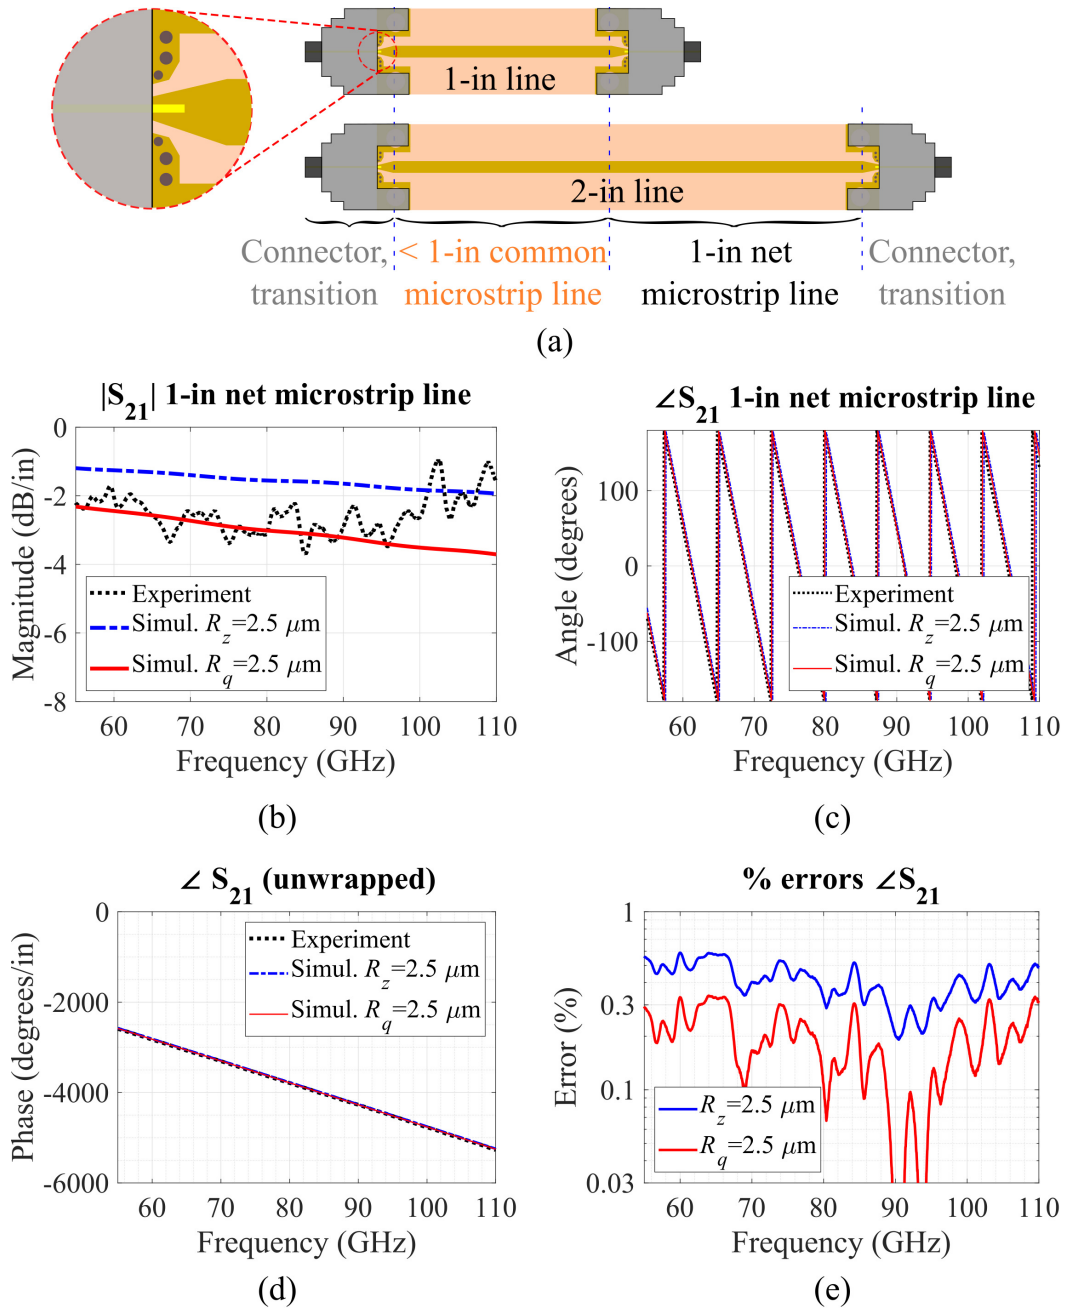 1-in line
2-in line
Connector, transition
< 1-in common microstrip line
1-in net microstrip line
Connector, transition
(a)
|S21| 1-in net microstrip line
Magnitude (dB/in)
0
-2
-4
-6
-8
Experiment
Simul. Rz=2.5 μm
Simul. Rq=2.5 μm
60 70 80 90 100 110
Frequency (GHz)
(b)
∠S21 1-in net microstrip line
Angle (degrees)
100
0
-100
Experiment
Simul. Rz=2.5 μm
Simul. Rq=2.5 μm
60 70 80 90 100 110
Frequency (GHz)
(c)
∠ S21 (unwrapped)
Phase (degrees/in)
0
-2000
-4000
-6000
Experiment
Simul. Rz=2.5 μm
Simul. Rq=2.5 μm
60 70 80 90 100 110
Frequency (GHz)
(d)
% errors ∠S21
Error (%)
1
0.3
0.1
0.03
Rz=2.5 μm
Rq=2.5 μm
60 70 80 90 100 110
Frequency (GHz)
(e)